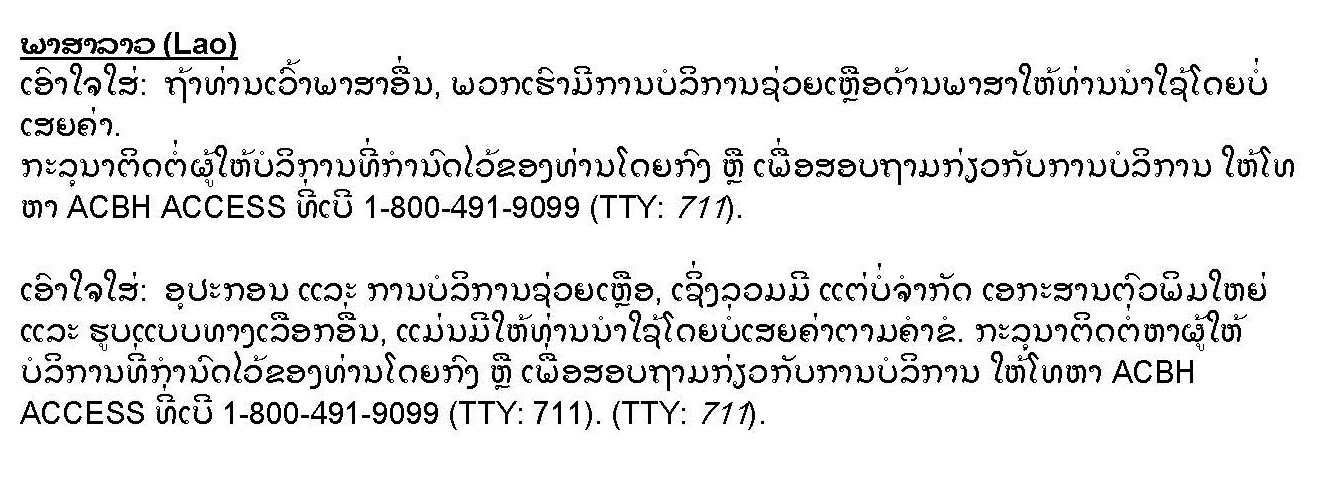 ພາສາລາວ (Lao)
ເອົາໃຈໃສ່: ຖ້າທ່ານເວົ້າພາສາອື່ນ, ພວກເຮົາມີການບໍລິການຊ່ວຍເຫຼືອດ້ານພາສາໃຫ້ທ່ານນຳໃຊ້ໂດຍບໍ່
ເສຍຄ່າ.
ກະລຸນາຕິດຕໍ່ຜູ້ໃຫ້ບໍລິການທີ່ກຳນົດໄວ້ຂອງທ່ານໂດຍກົງ ຫຼື ເພື່ອສອບຖາມກ່ຽວກັບການບໍລິການ ໃຫ້ໂທ
ຫາ ACBH ACCESS ທີ່ເບີ 1-800-491-9099 (TTY: 711).
ເອົາໃຈໃສ່: ອຸປະກອນ ແລະ ການບໍລິການຊ່ວຍເຫຼືອ, ເຊິ່ງລວມມີ ແຕ່ບໍ່ຈຳກັດ ເອກະສານຕົວພິມໃຫຍ່
ແລະ ຮູບແບບທາງເລືອກອື່ນ, ແມ່ນມີໃຫ້ທ່ານນຳໃຊ້ໂດຍບໍ່ເສຍຄ່າຕາມຄຳຂໍ. ກະລຸນາຕິດຕໍ່ຫາຜູ້ໃຫ້
ບໍລິການທີ່ກຳນົດໄວ້ຂອງທ່ານໂດຍກົງ ຫຼື ເພື່ອສອບຖາມກ່ຽວກັບການບໍລິການ ໃຫ້ໂທຫາ ACBH
ACCESS ທີ່ເບີ 1-800-491-9099 (TTY: 711). (TTY: 711).